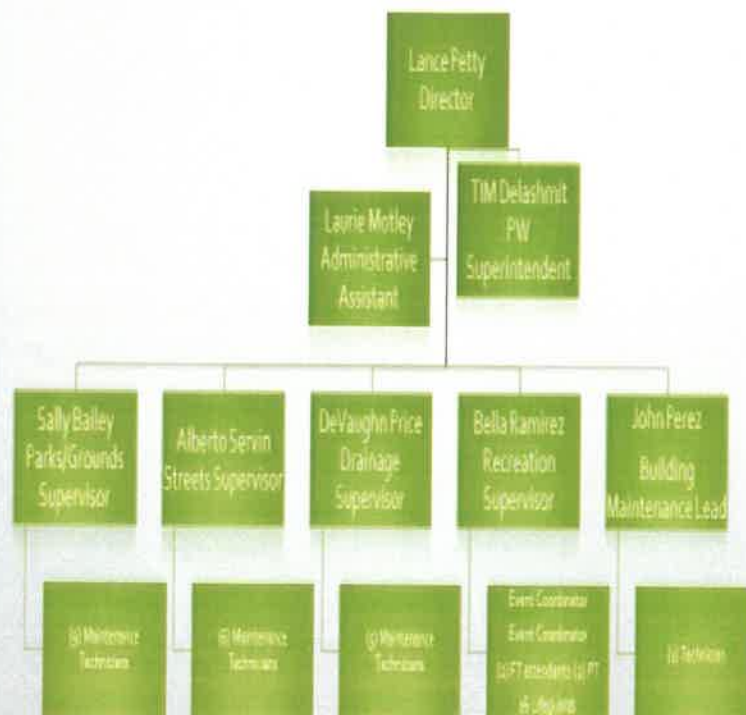 Lance Petty
Director
Laurie Motley
Administrative
Assistant
TIM Delashmit
PW
Superintendent
Sally Bailey
Parks/Grounds
Supervisor
Alberto Servin
Streets Supervisor
DeVaughn Price
Drainage
Supervisor
Bella Ramirez
Recreation
Supervisor
John Perez
Building
Maintenance Lead
Maintenance
Technicians
(6) Maintenance
Technicians
Maintenance
Technicians
Event Coordinator
Event Coordinator
FT attendants PT
Lifeguards
Technician